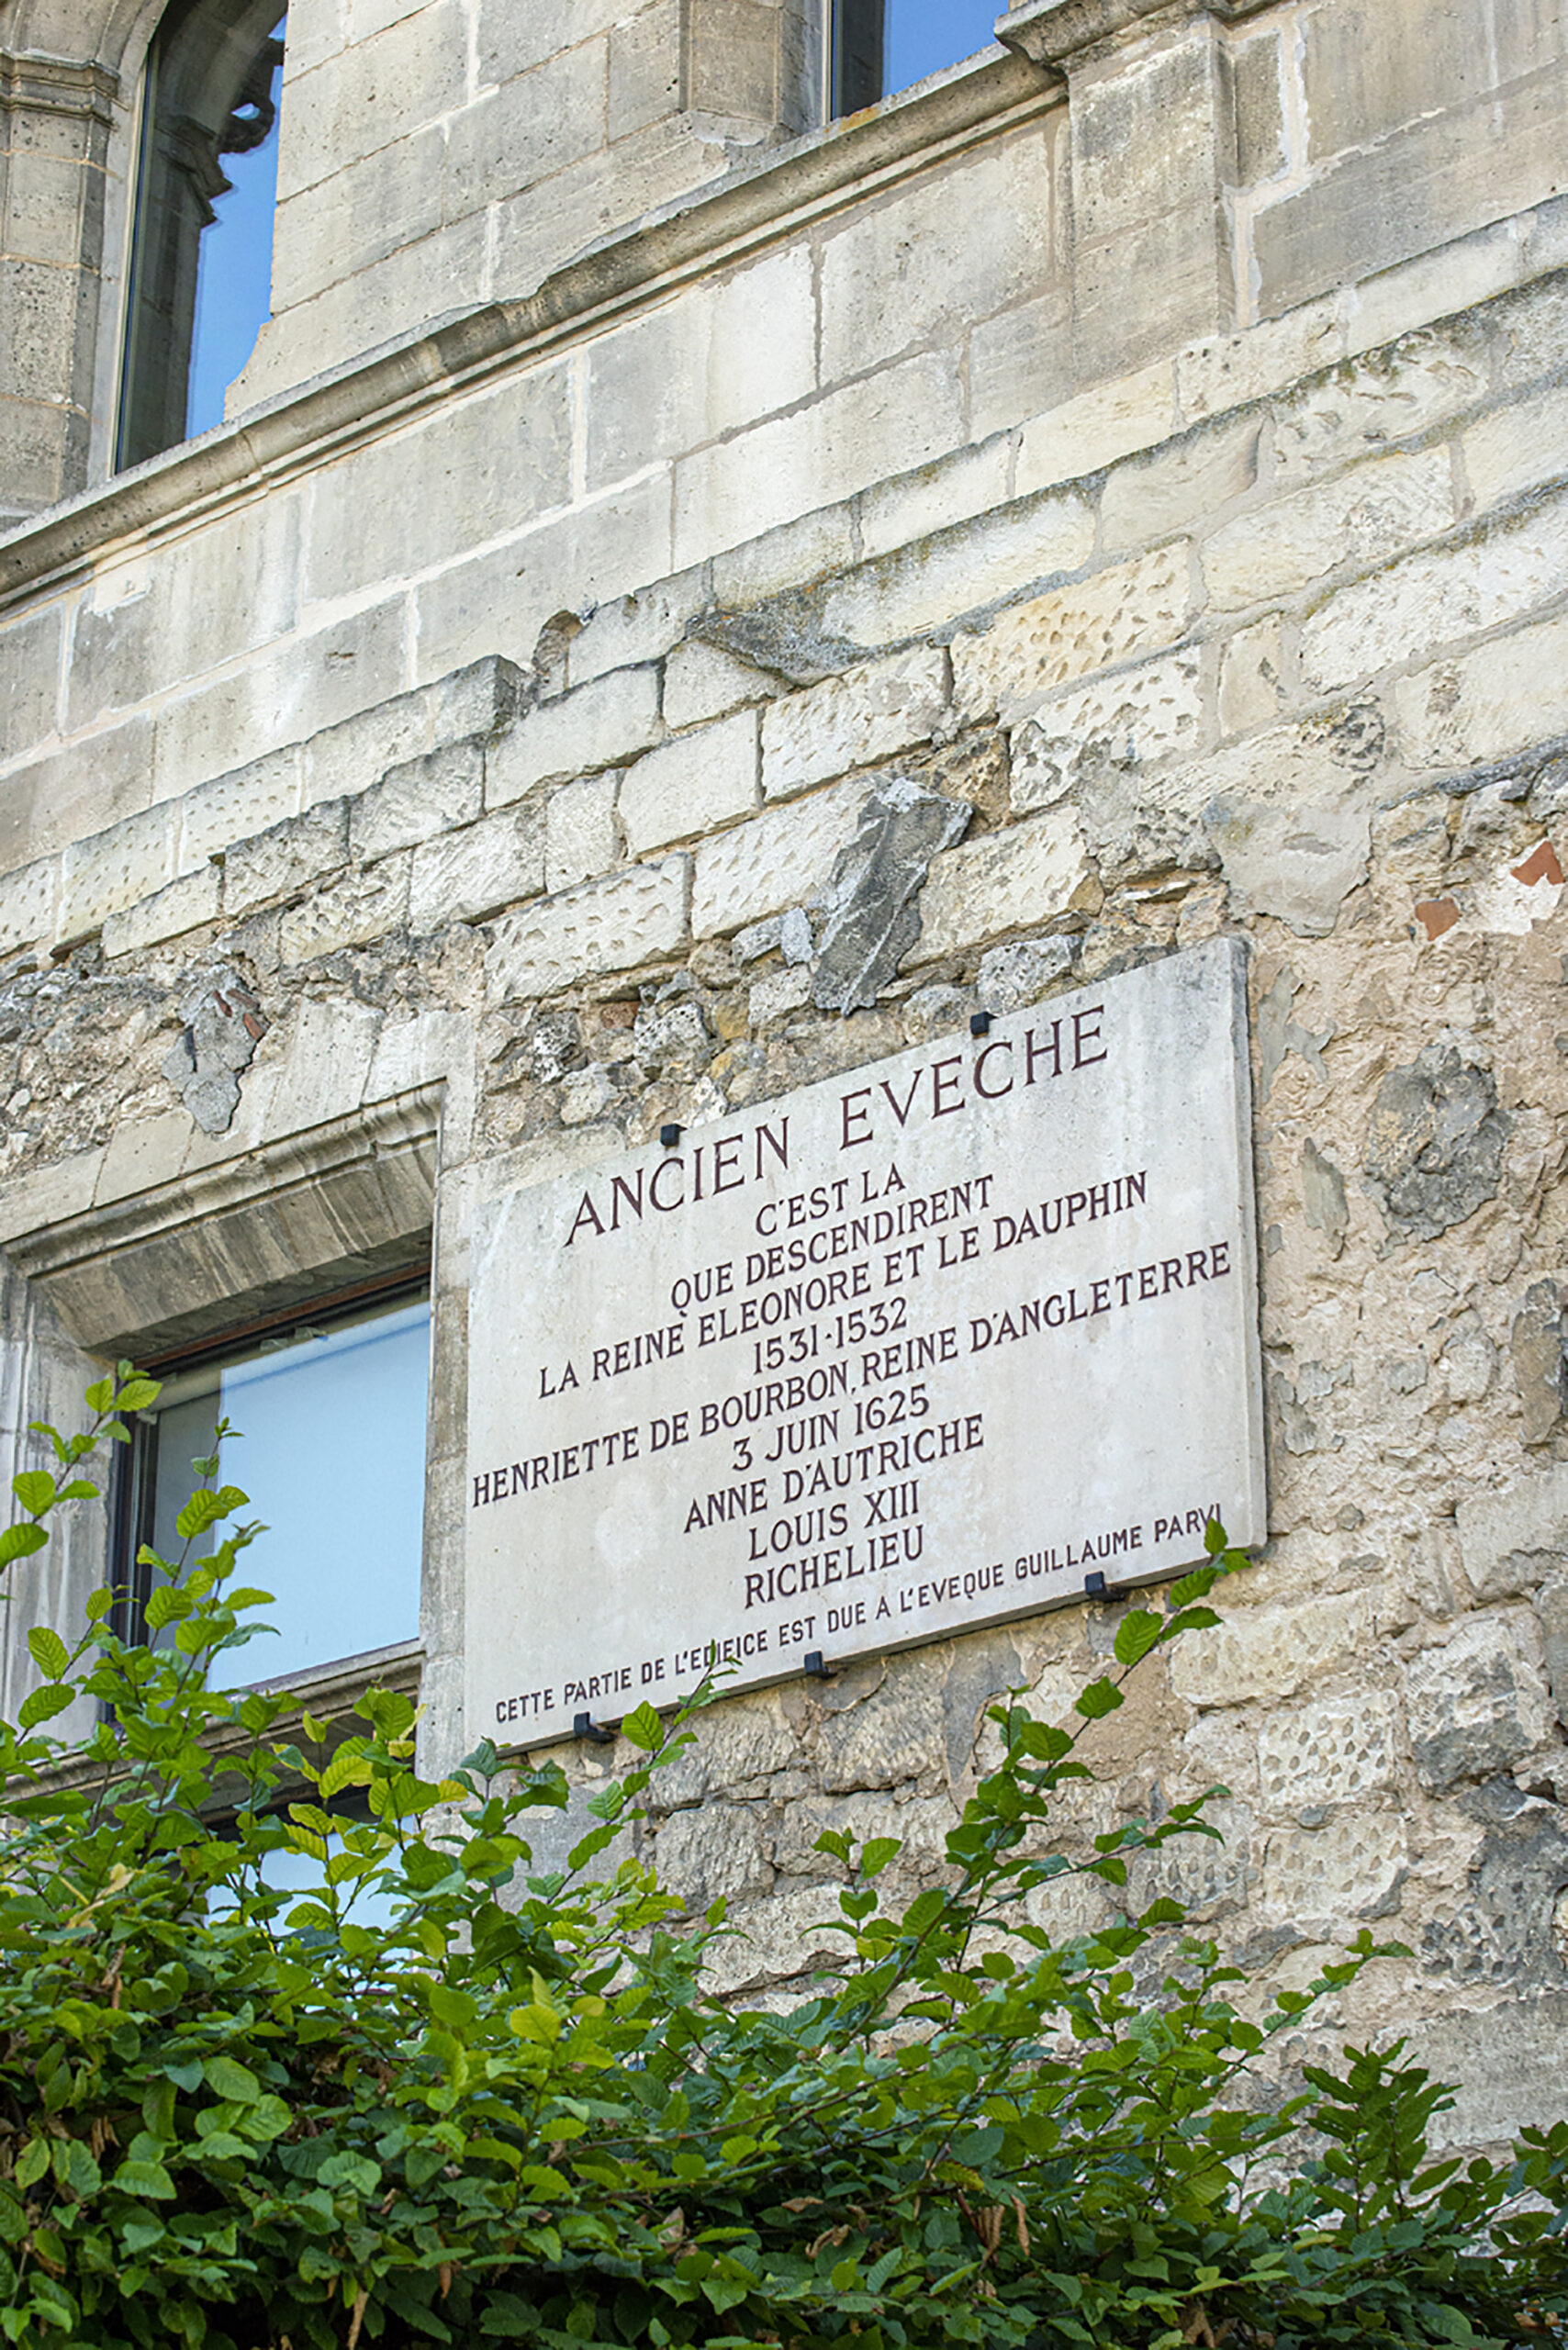 ANCIEN EVECHE
C'EST LA
QUE DESCENDIRENT
LA REINE ELEONORE ET LE DAUPHIN
1531-1532
HENRIETTE DE BOURBON, REINE D'ANGLETERRE
3 JUIN 1625
ANNE D'AUTRICHE
LOUIS XIII
RICHELIEU
CETTE PARTIE DE L'EDIFICE EST DUE A L'EVEQUE GUILLAUME PARVI